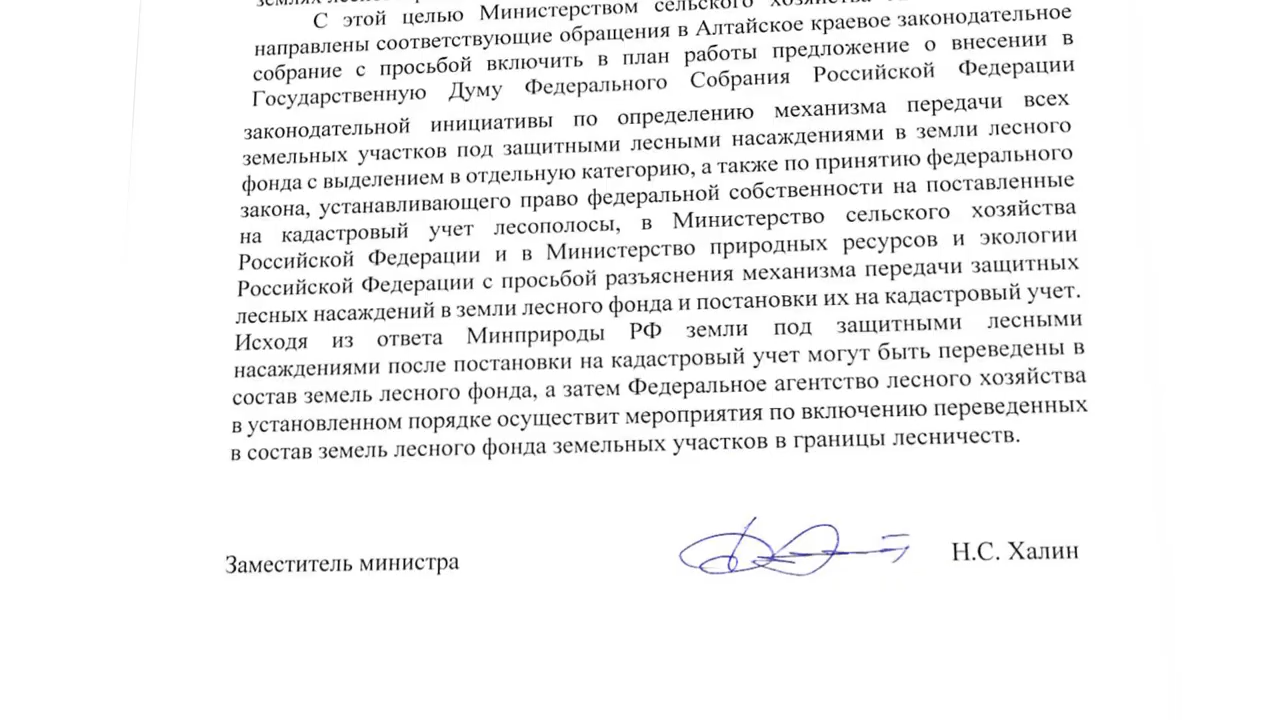 землях
С этой целью Министерством сельского хозяйства
направлены соответствующие обращения в Алтайское краевое законодательное
собрание с просьбой включить в план работы предложение о внесении в
Государственную Думу Федерального Собрания Российской Федерации
законодательной инициативы по определению механизма передачи всех
земельных участков под защитными лесными насаждениями в земли лесного
фонда с выделением в отдельную категорию, а также по принятию федерального
закона, устанавливающего право федеральной собственности на поставленные
на кадастровый учет лесополосы, в Министерство сельского хозяйства
Российской Федерации и в Министерство природных ресурсов и экологии
Российской Федерации с просьбой разъяснения механизма передачи защитных
лесных насаждений в земли лесного фонда и постановки их на кадастровый учет.
Исходя из ответа Минприроды РФ земли под защитными лесными
насаждениями после постановки на кадастровый учет могут быть переведены в
состав земель лесного фонда, а затем Федеральное агентство лесного хозяйства
в установленном порядке осуществит мероприятия по включению переведенных
в состав земель лесного фонда земельных участков в границы лесничеств.
Заместитель министра Н.С. Халин